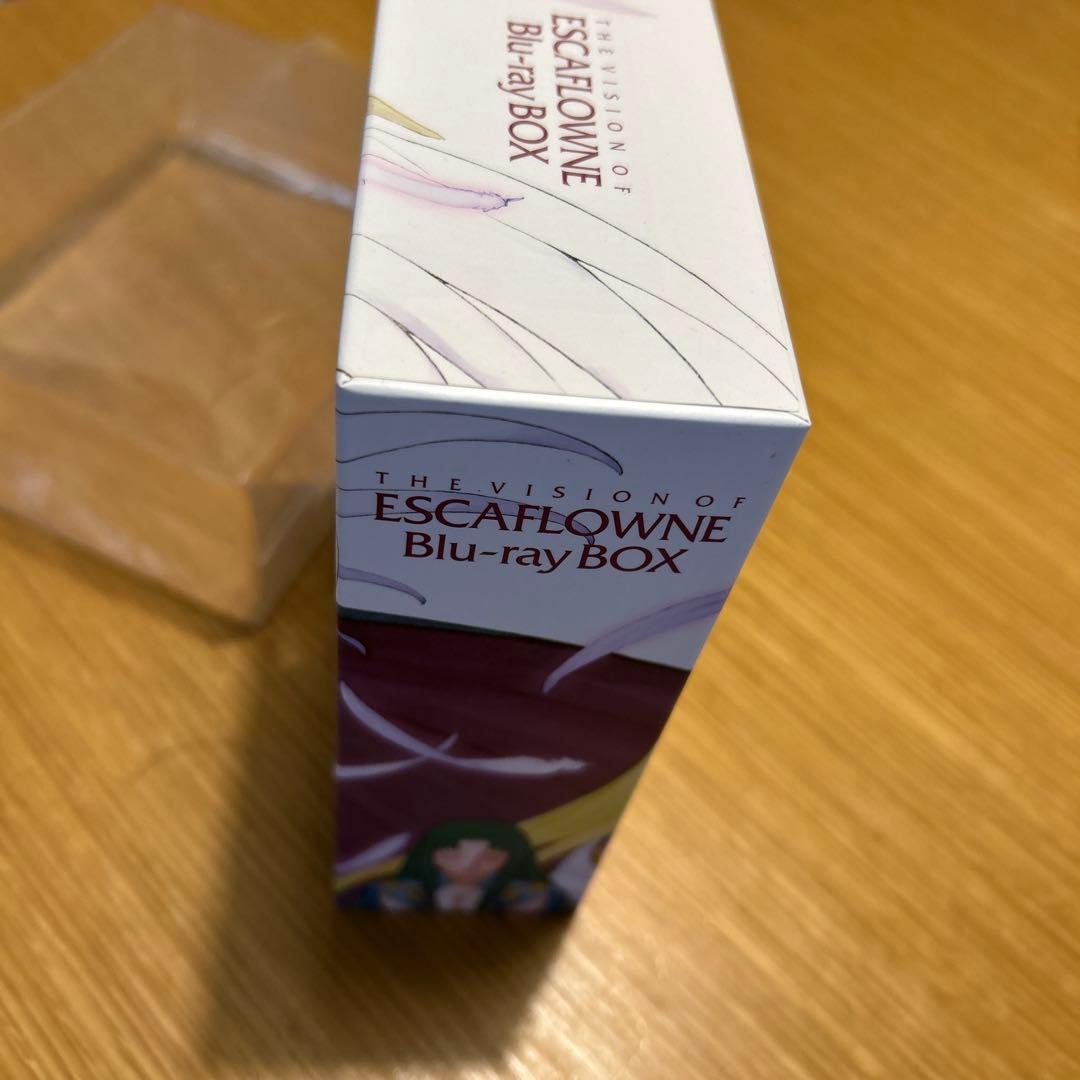 THE VISION OF
ESCAFLOWNE
Blu-ray BOX
THE VISION OF
ESCAFLOWNE
Blu-ray BOX